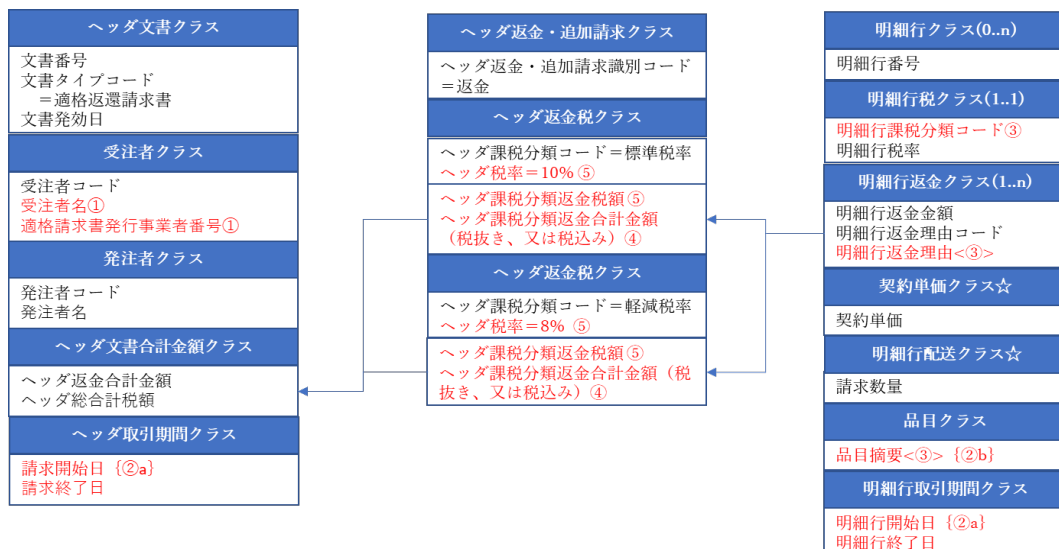 ヘッダ文書クラス
文書番号
文書タイプコード
＝適格返還請求書
文書発効日
受注者クラス
受注者コード
受注者名①
適格請求書発行事業者番号①
発注者クラス
発注者コード
発注者名
ヘッダ文書合計金額クラス
ヘッダ返金合計金額
ヘッダ総合計税額
ヘッダ取引期間クラス
請求開始日｛②a｝
請求終了日
ヘッダ返金・追加請求クラス
ヘッダ返金・追加請求識別コード
＝返金
ヘッダ返金税クラス
ヘッダ課税分類コード＝標準税率
ヘッダ税率＝10% ⑤
ヘッダ課税分類返金税額⑤
ヘッダ課税分類返金合計金額
（税抜き、又は税込み）④
ヘッダ返金税クラス
ヘッダ課税分類コード＝軽減税率
ヘッダ税率＝8% ⑤
ヘッダ課税分類返金税額⑤
ヘッダ課税分類返金合計金額（税
抜き、又は税込み）④
明細行クラス(0..n)
明細行番号
明細行税クラス(1..1)
明細行課税分類コード③
明細行税率
明細行返金クラス(1..n)
明細行返金金額
明細行返金理由コード
明細行返金理由<③>
契約単価クラス☆
契約単価
明細行配送クラス☆
請求数量
品目クラス
品目摘要<③>｛②b｝
明細行取引期間クラス
明細行開始日｛②a｝
明細行終了日